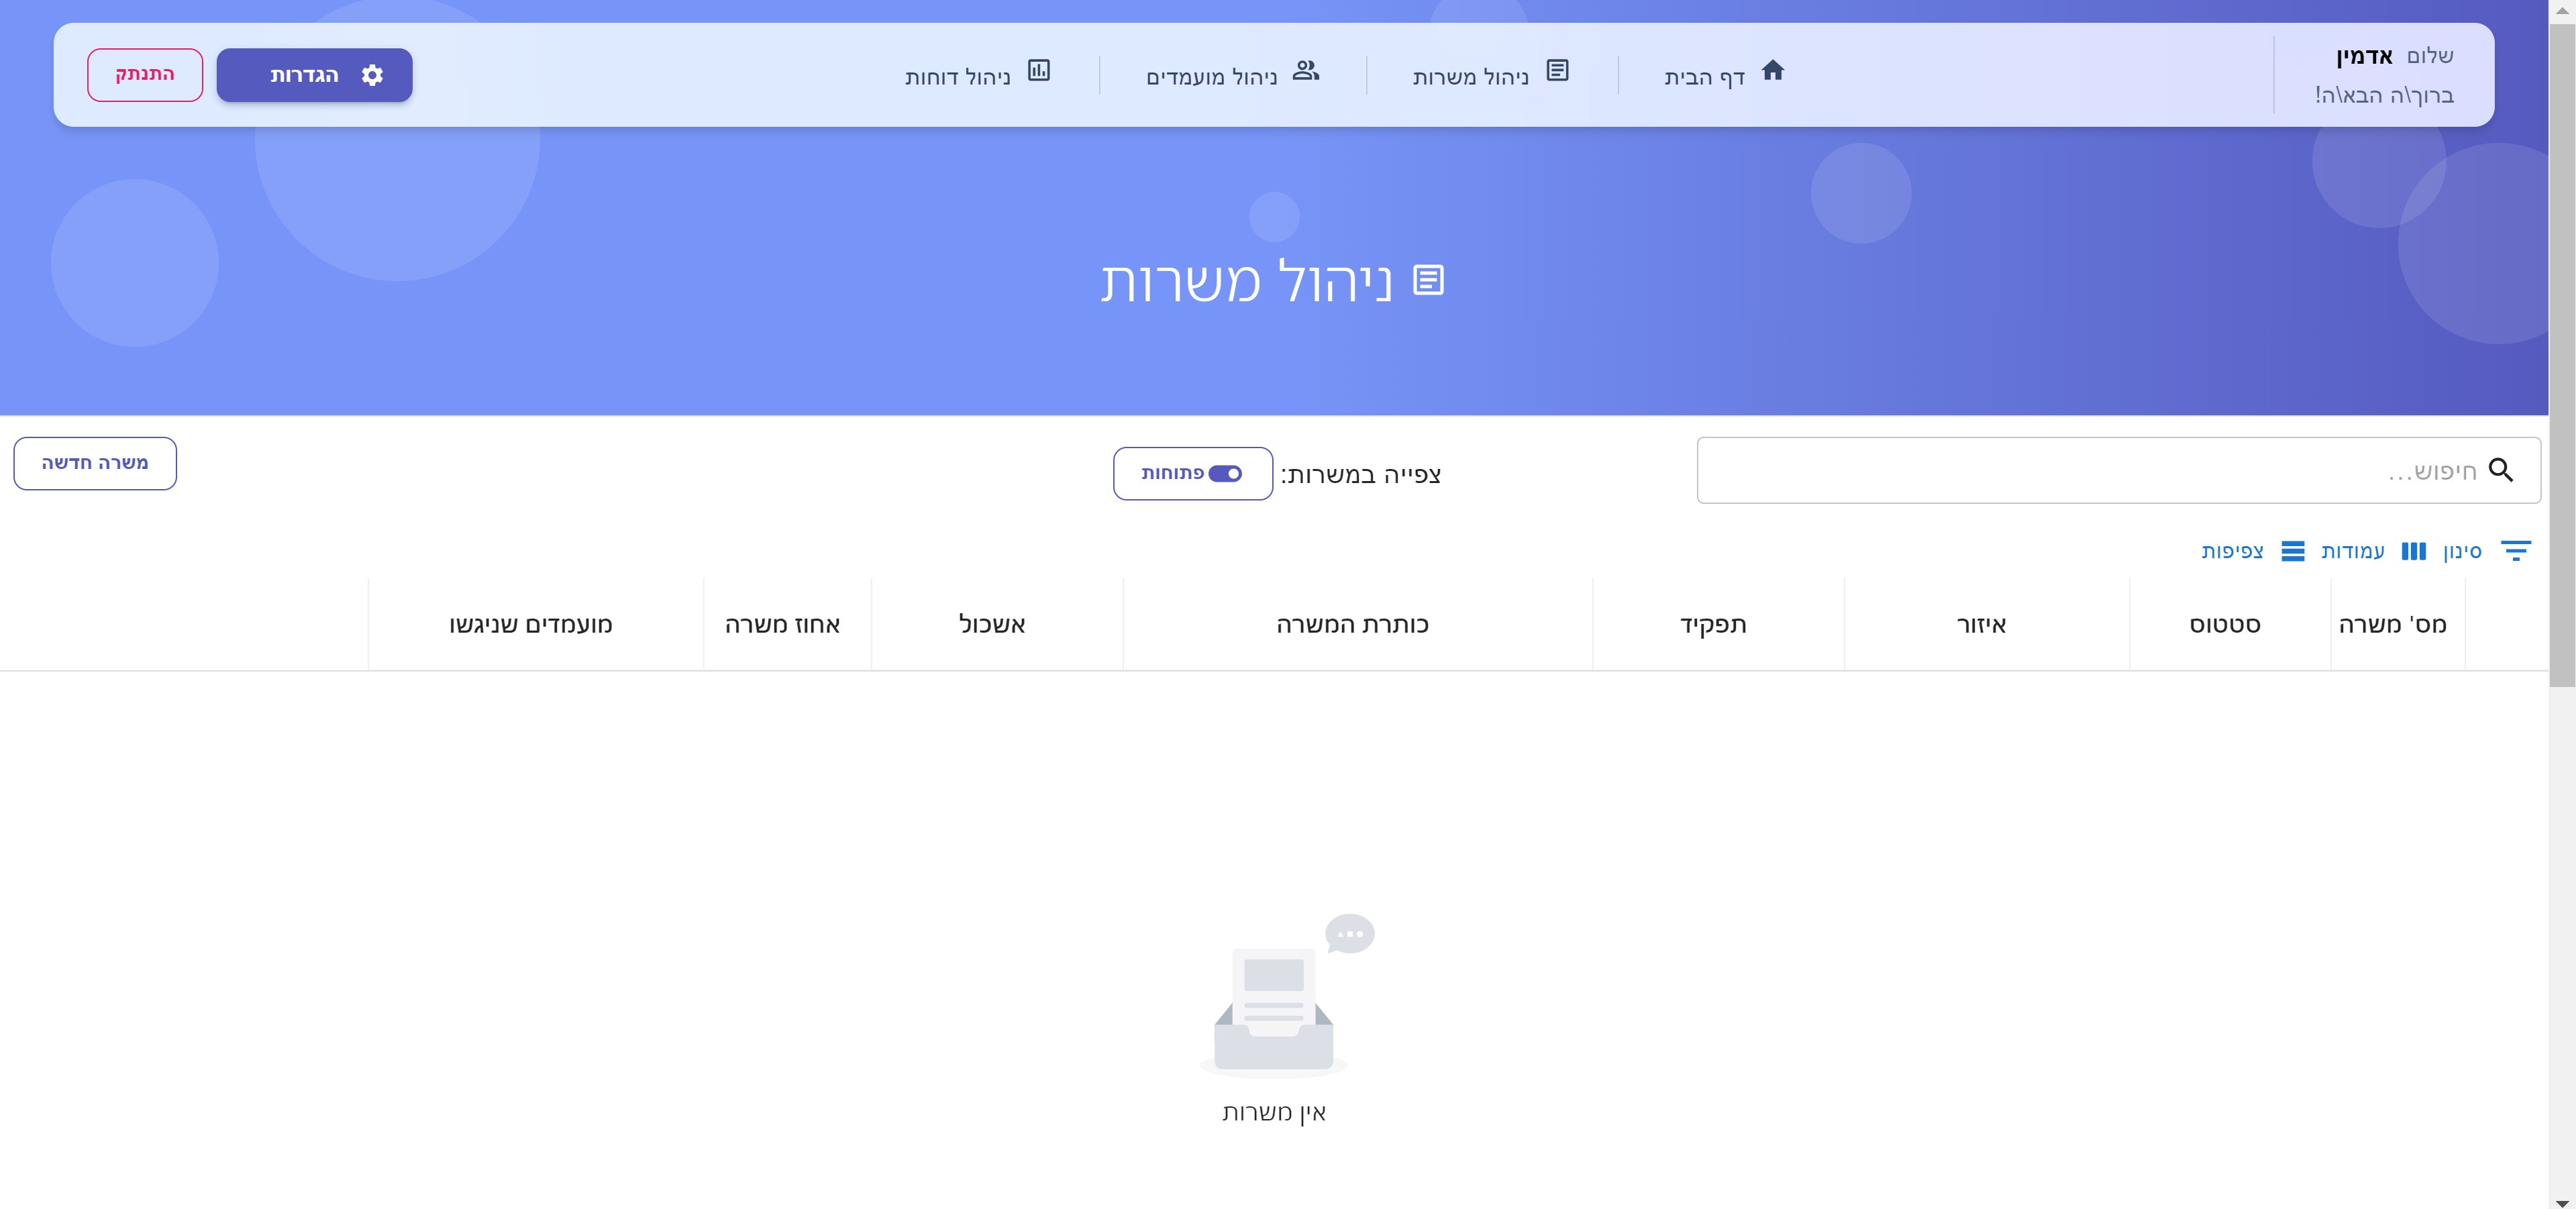 שלום אדמין
ברוך\ה הבא\ה!
דף הבית
ניהול משרות
ניהול מועמדים
ניהול דוחות
הגדרות
התנתק
ניהול משרות
חיפוש...
צפייה במשרות:
פתוחות
משרה חדשה
סינון
עמודות
צפיפות
מס' משרה
סטטוס
איזור
תפקיד
כותרת המשרה
אשכול
אחוז משרה
מועמדים שניגשו
אין משרות